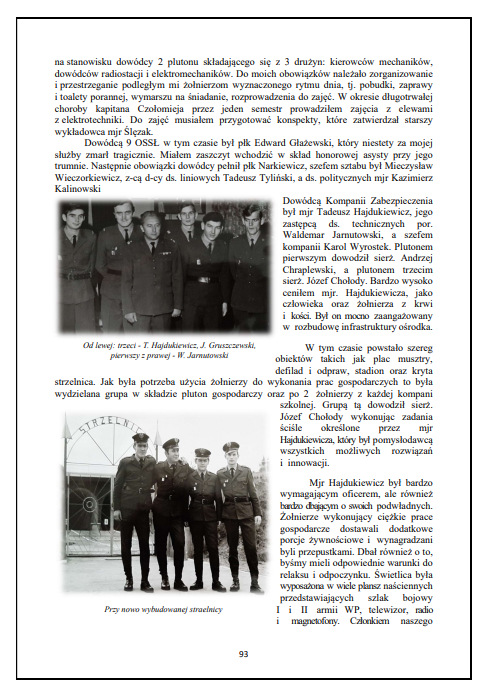 na stanowisku dowódcy 2 plutonu składającego się z 3 drużyn: kierowców mechaników,
dowódców radiostacji i elektromechaników. Do moich obowiązków należało zorganizowanie
i przestrzeganie podległym mi żołnierzom wyznaczonego rytmu dnia, tj. pobudki, zaprawy
i toalety porannej, wymarszu na śniadanie, rozprowadzenia do zajęć. W okresie długotrwałej
choroby kapitana Czołomieja przez jeden semestr prowadziłem zajęcia z elewami
z elektrotechniki. Do zajęć musiałem przygotować konspekty, które zatwierdzał starszy
wykładowca mjr Ślęzak.
Dowódcą 9 OSSŁ w tym czasie był płk Edward Głażewski, który niestety za mojej
służby zmarł tragicznie. Miałem zaszczyt wchodzić w skład honorowej asysty przy jego
trumnie. Następnie obowiązki dowódcy pełnił płk Narkiewicz, szefem sztabu był Mieczysław
Wieczorkiewicz, z-cą d-cy ds. liniowych Tadeusz Tyliński, a ds. politycznych mjr Kazimierz
Kalinowski
Dowódcą Kompanii Zabezpieczenia
był mjr Tadeusz Hajdukiewicz, jego
zastępcą ds. technicznych por.
Waldemar Jarnutowski, a szefem
kompanii Karol Wyrostek. Plutonem
pierwszym dowodził sierż. Andrzej
Chraplewski, a plutonem trzecim
sierż. Józef Chołody. Bardzo wysoko
ceniłem mjr. Hajdukiewicza, jako
człowieka oraz żołnierza z krwi
i kości. Był on mocno zaangażowany
w rozbudowę infrastruktury ośrodka.
Od lewej: trzeci - T. Hajdukiewicz, J. Gruszczewski,
pierwszy z prawej - W. Jarnutowski
W tym czasie powstało szereg
obiektów takich jak plac musztry,
defilad i odpraw, stadion oraz kryta
strzelnica. Jak była potrzeba użycia żołnierzy do wykonania prac gospodarczych to była
wydzielana grupa w składzie pluton gospodarczy oraz po 2 żołnierzy z każdej kompani
szkolnej. Grupą tą dowodził sierż.
Józef Chołody wykonując zadania
ściśle określone przez mjr
Hajdukiewicza, który był pomysłodawcą
wszystkich możliwych rozwiązań
i innowacji.
STRZELNIC
Mjr Hajdukiewicz był bardzo
wymagającym oficerem, ale również
bardzo dbającym o swoich podwładnych.
Żołnierze wykonujący ciężkie prace
gospodarcze dostawali dodatkowe
porcje żywnościowe i wynagradzani
byli przepustkami. Dbał również o to,
byśmy mieli odpowiednie warunki do
relaksu i odpoczynku. Świetlica była
wyposażona w wiele plansz naściennych
przedstawiających szlak bojowy
I i II armii WP, telewizor, radio
i magnetofony. Członkiem naszego
Przy nowo wybudowanej straelnicy
93